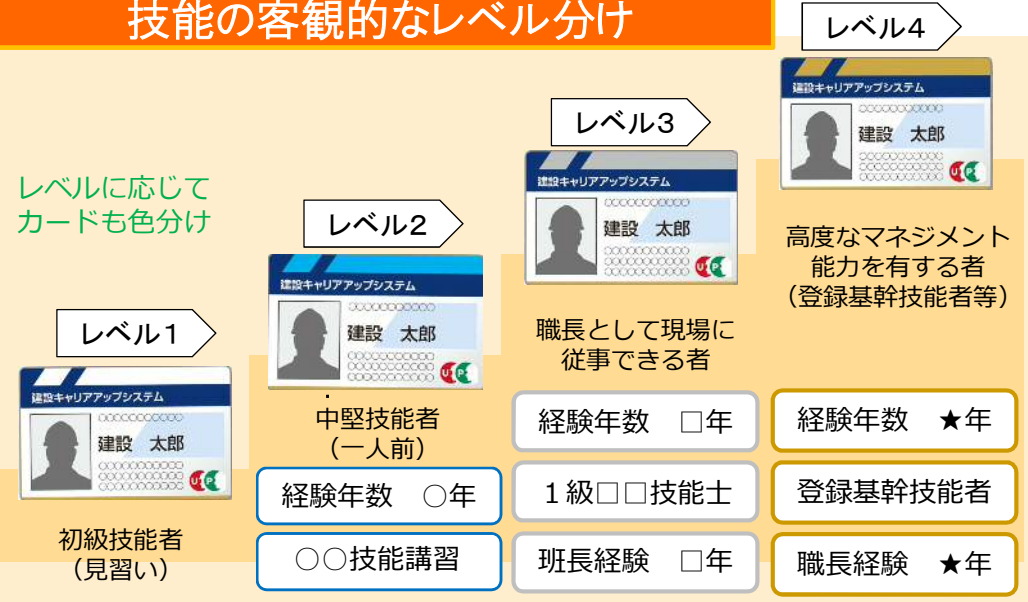 技能の客観的なレベル分け
レベルに応じて
カードも色分け
レベル1
建設キャリアアップシステム
○○○○○○○○○○
建設　太郎
○○○○○○○○○○
○○○○○○○○○○
初級技能者
（見習い）
レベル2
建設キャリアアップシステム
○○○○○○○○○○
建設　太郎
○○○○○○○○○○
○○○○○○○○○○
中堅技能者
（一人前）
経験年数　○年
○○技能講習
レベル3
建設キャリアアップシステム
○○○○○○○○○○
建設　太郎
○○○○○○○○○○
○○○○○○○○○○
職長として現場に
従事できる者
経験年数　□年
１級□□技能士
班長経験　□年
レベル4
建設キャリアアップシステム
○○○○○○○○○○
建設　太郎
○○○○○○○○○○
○○○○○○○○○○
高度なマネジメント
能力を有する者
（登録基幹技能者等）
経験年数　★年
登録基幹技能者
職長経験　★年